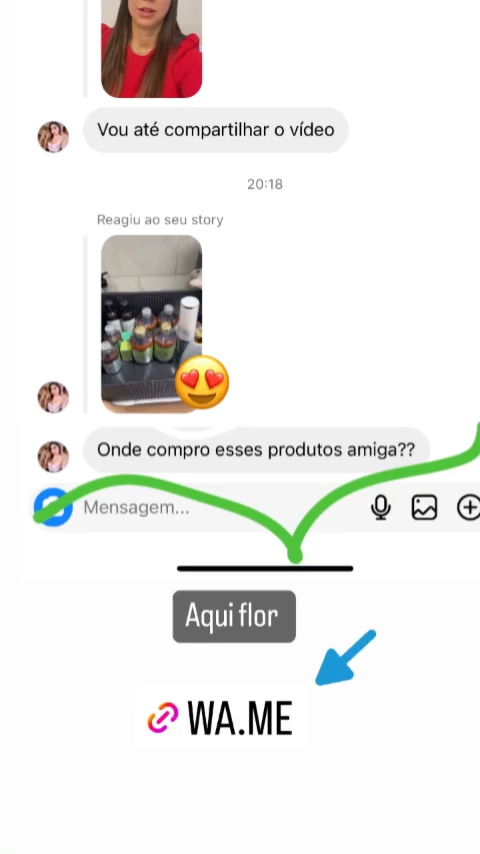 Vou até compartilhar o vídeo
20:18
Reagiu ao seu story
Onde compro esses produtos amiga??
Mensagem...
Aqui flor
WA.ME